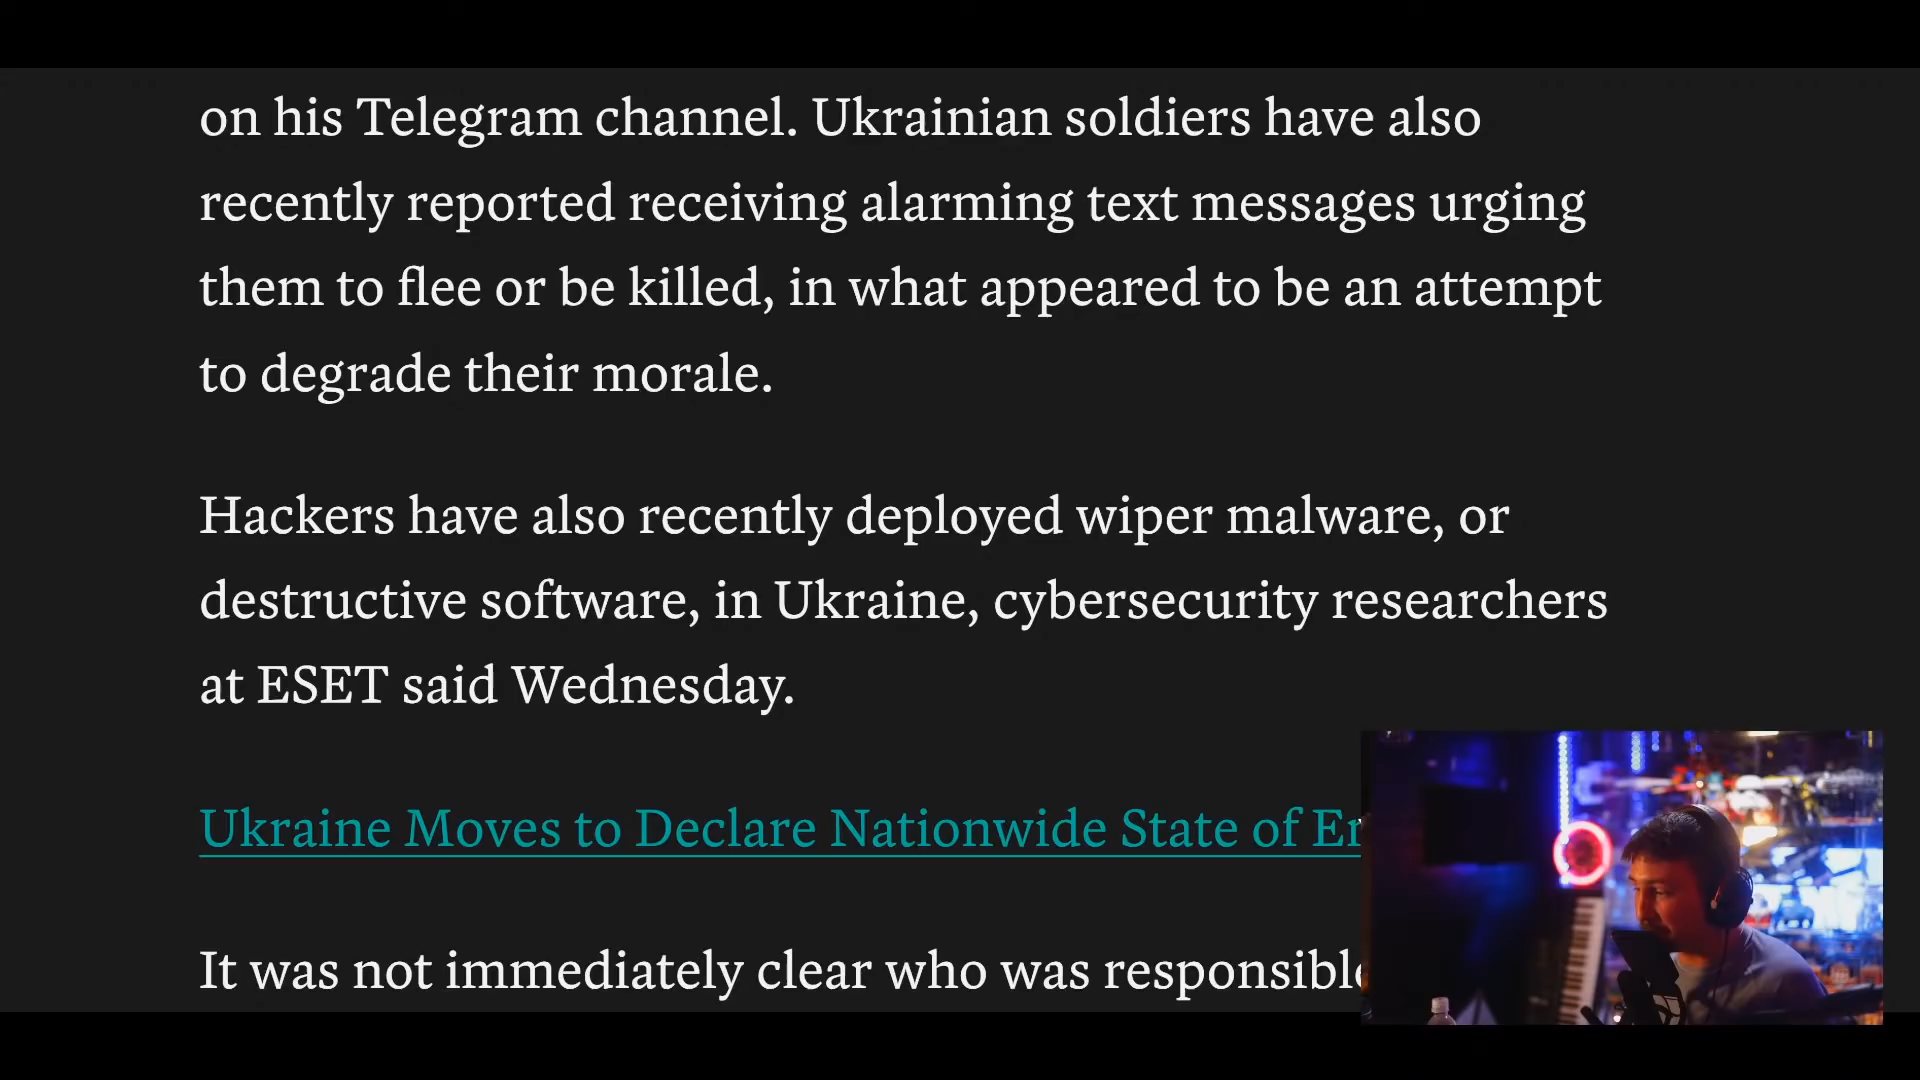 on his Telegram channel. Ukrainian soldiers have also
recently reported receiving alarming text messages urging
them to flee or be killed, in what appeared to be an attempt
to degrade their morale.
Hackers have also recently deployed wiper malware, or
destructive software, in Ukraine, cybersecurity researchers
at ESET said Wednesday.
Ukraine Moves to Declare Nationwide State of
It was not immediately clear who was responsible